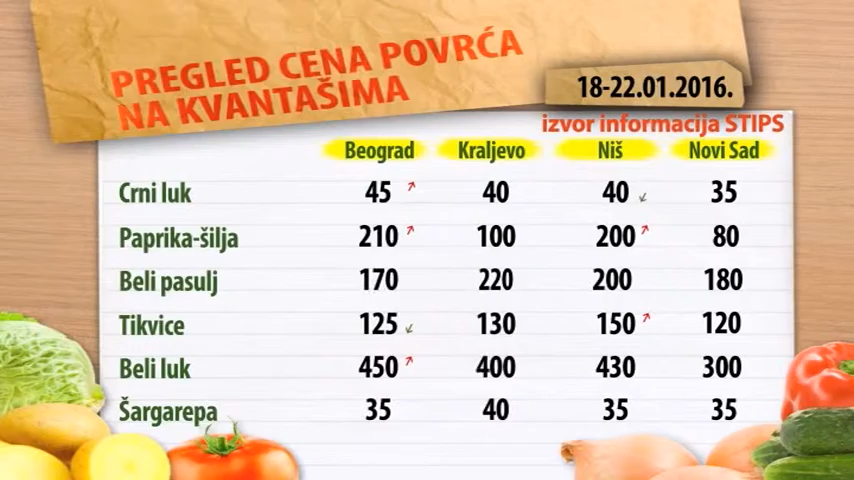 PREGLED CENA POVRĆA
NA KVANTAŠIMA
18-22.01.2016.
izvor informacija STIPS
Beograd Kraljevo Niš Novi Sad
Crni luk 45 40 40 35
Paprika-šilja 210 100 200 80
Beli pasulj 170 220 200 180
Tikvice 125 130 150 120
Beli luk 450 400 430 300
Šargarepa 35 40 35 35